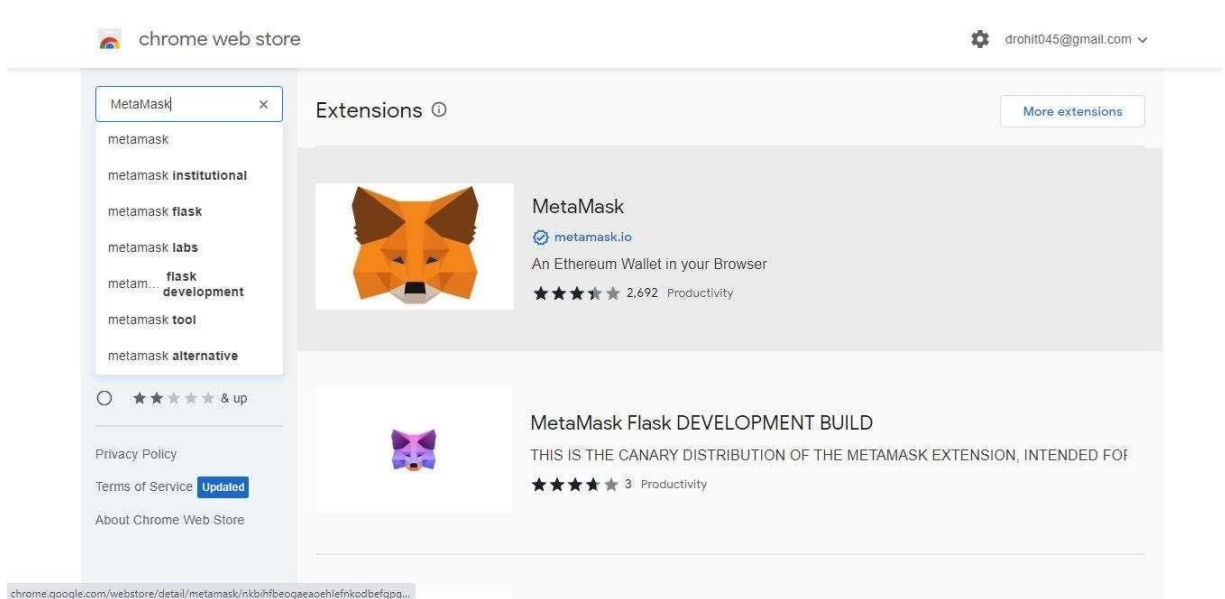 chrome web store
drohit045@gmail.com
MetaMask
metamask
metamask institutional
metamask flask
metamask labs
metam... flask
development
metamask tool
metamask alternative
& up
Privacy Policy
Terms of Service Updated
About Chrome Web Store
Extensions
More extensions
MetaMask
metamask.io
An Ethereum Wallet in your Browser
2,692 Productivity
MetaMask Flask DEVELOPMENT BUILD
THIS IS THE CANARY DISTRIBUTION OF THE METAMASK EXTENSION, INTENDED FOR
3 Productivity
chrome.google.com/webstore/detail/metamask/nkbihfbeogaeaoehlefnkodbefgpg...